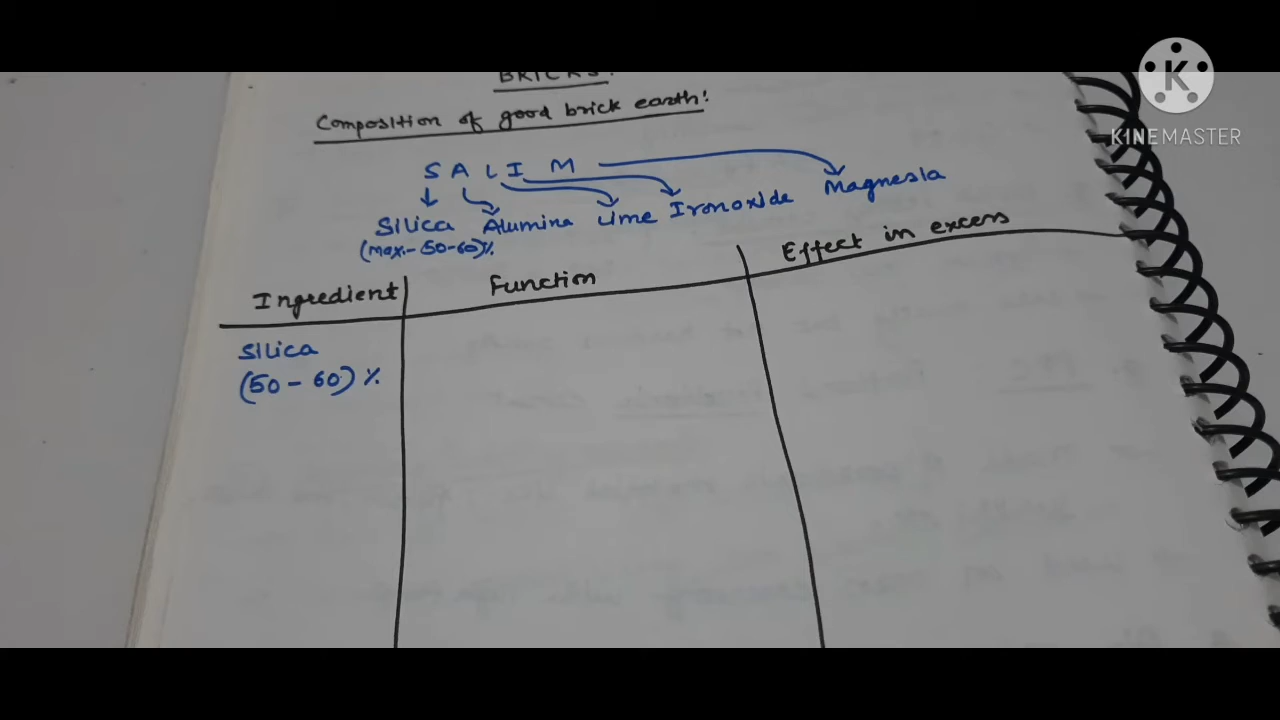 BRICKS:
Composition of good brick earth:
S A L I M
Silica Alumina Lime Ironoxide Magnesia
(max.-50-60)%
Ingredient Function Effect in excess
Silica
(50-60)%
K
KINEMASTER